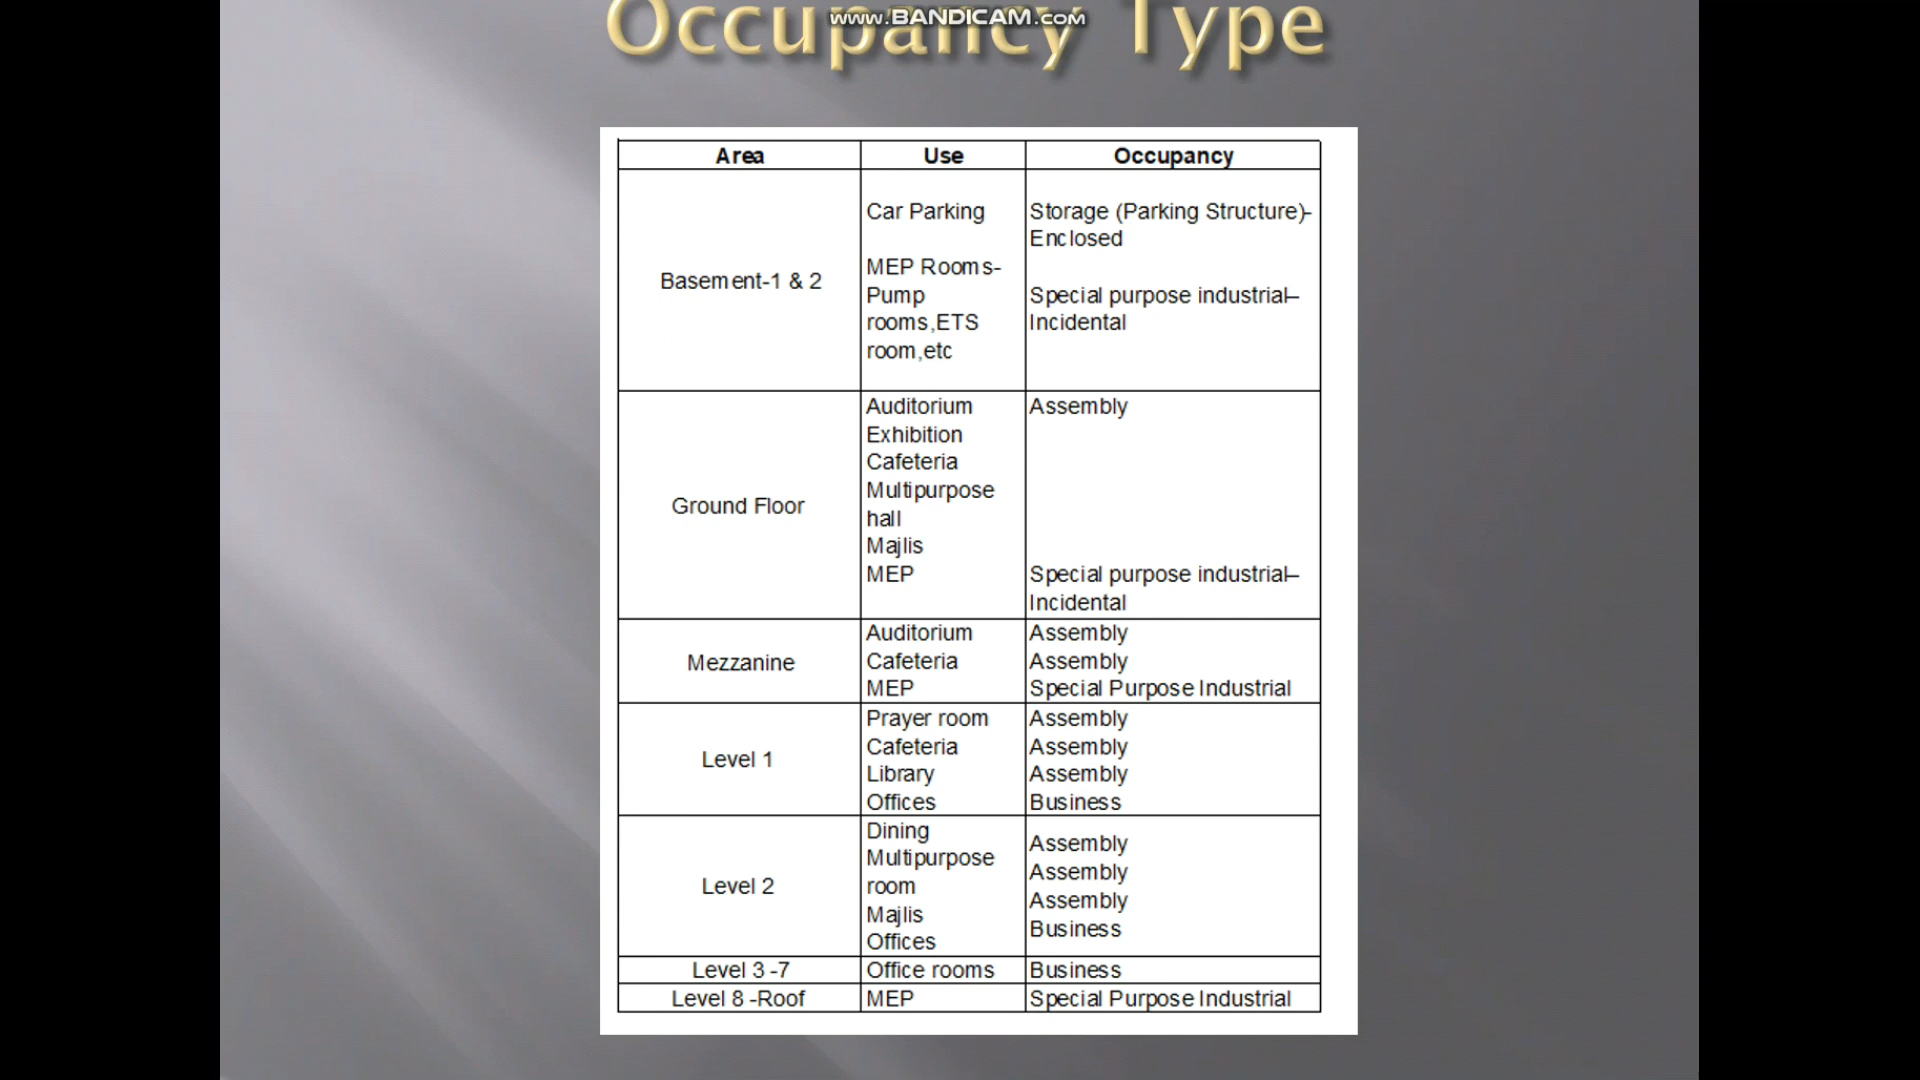 Occupancy Type
www.BANDICAM.com
Area Use Occupancy
Basement-1 & 2
Car Parking
MEP Rooms-
Pump
rooms,ETS
room,etc
Storage (Parking Structure)-
Enclosed
Special purpose industrial–
Incidental
Ground Floor
Auditorium
Exhibition
Cafeteria
Multipurpose
hall
Majlis
MEP
Assembly
Special purpose industrial–
Incidental
Mezzanine
Auditorium
Cafeteria
MEP
Assembly
Assembly
Special Purpose Industrial
Level 1
Prayer room
Cafeteria
Library
Offices
Assembly
Assembly
Assembly
Business
Level 2
Dining
Multipurpose
room
Majlis
Offices
Assembly
Assembly
Assembly
Business
Level 3 -7 Office rooms Business
Level 8 -Roof MEP Special Purpose Industrial